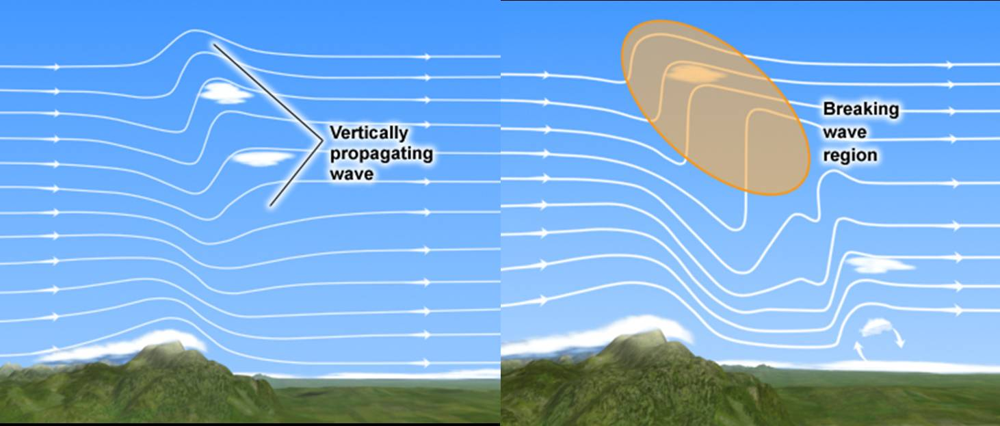 Vertically
propagating
wave
Breaking
wave
region